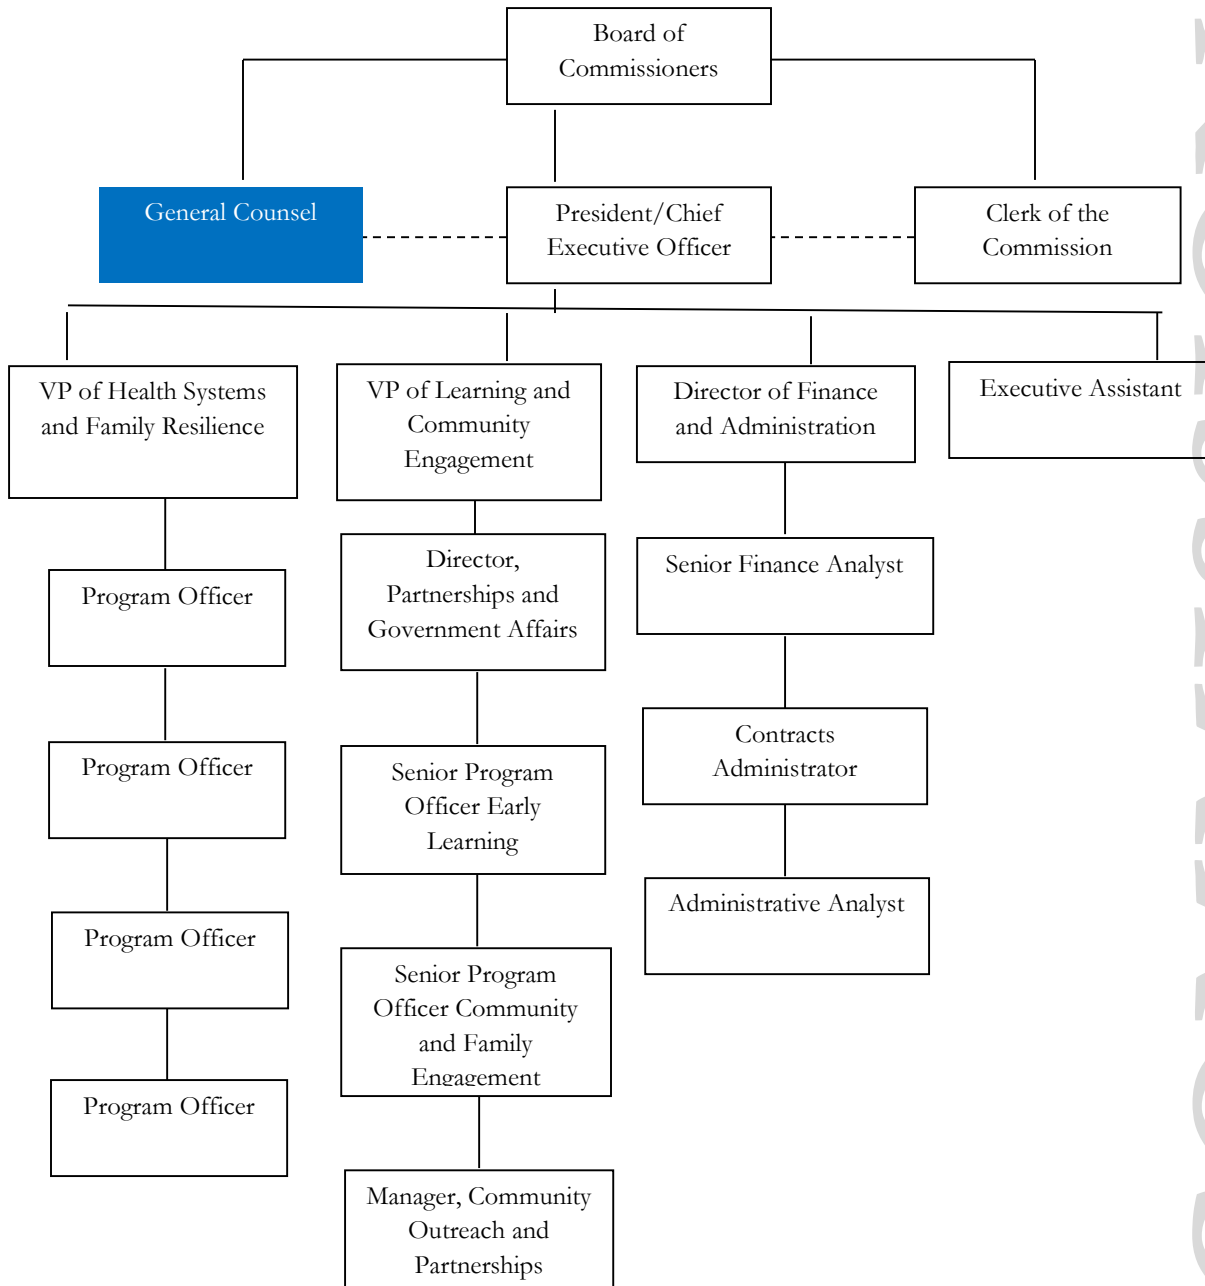 Board of
Commissioners
General Counsel
President/Chief
Executive Officer
Clerk of the
Commission
VP of Health Systems
and Family Resilience
VP of Learning and
Community
Engagement
Director of Finance
and Administration
Executive Assistant
Program Officer
Director,
Partnerships and
Government Affairs
Senior Finance Analyst
Program Officer
Senior Program
Officer Early
Learning
Contracts
Administrator
Program Officer
Senior Program
Officer Community
and Family
Engagement
Administrative Analyst
Program Officer
Manager, Community
Outreach and
Partnerships